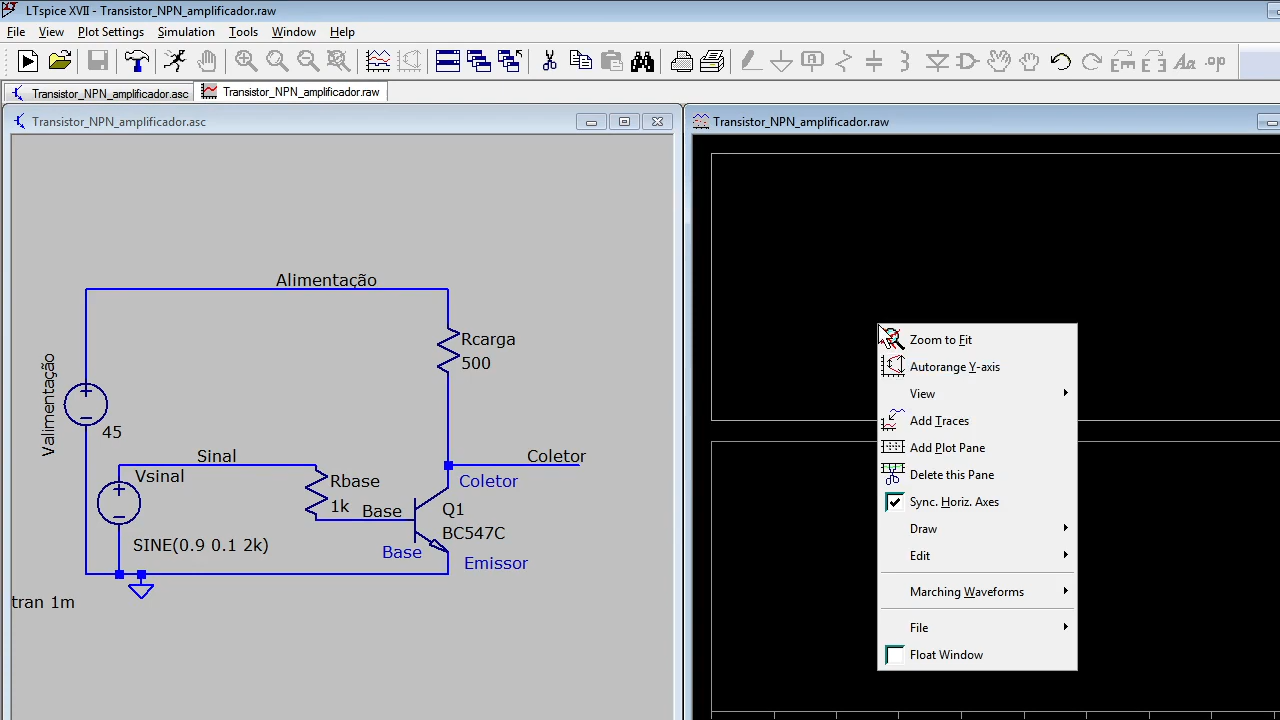 LTspice XVII - Transistor_NPN_amplificador.raw
File View Plot Settings Simulation Tools Window Help
Aa .op
Transistor_NPN_amplificador.asc Transistor_NPN_amplificador.raw
Transistor_NPN_amplificador.asc
Transistor_NPN_amplificador.raw
Alimentação
Rcarga
500
Valimentação
45
Sinal
Vsinal
Rbase
1k
Base
Coletor
Coletor
Q1
BC547C
SINE(0.9 0.1 2k)
Base
Emissor
tran 1m
Zoom to Fit
Autorange Y-axis
View
Add Traces
Add Plot Pane
Delete this Pane
Sync. Horiz. Axes
Draw
Edit
Marching Waveforms
File
Float Window